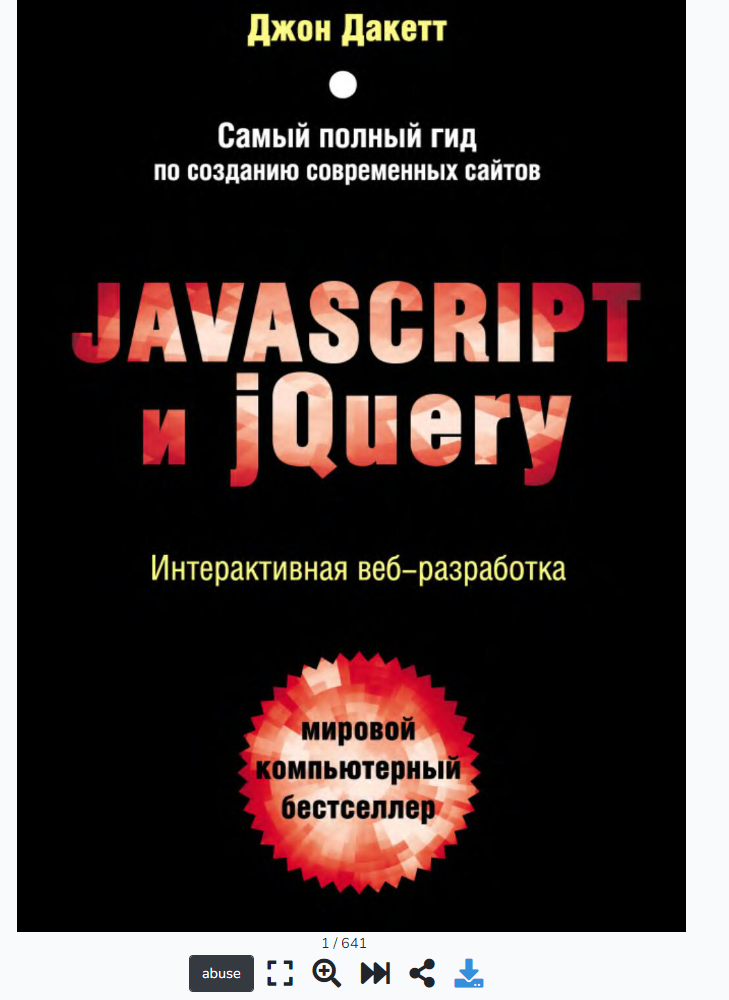 Джон Дакетт
Самый полный гид
по созданию современных сайтов
JAVASCRIPT
и jQuery
Интерактивная веб-разработка
мировой
компьютерный
бестселлер
1 / 641
abuse